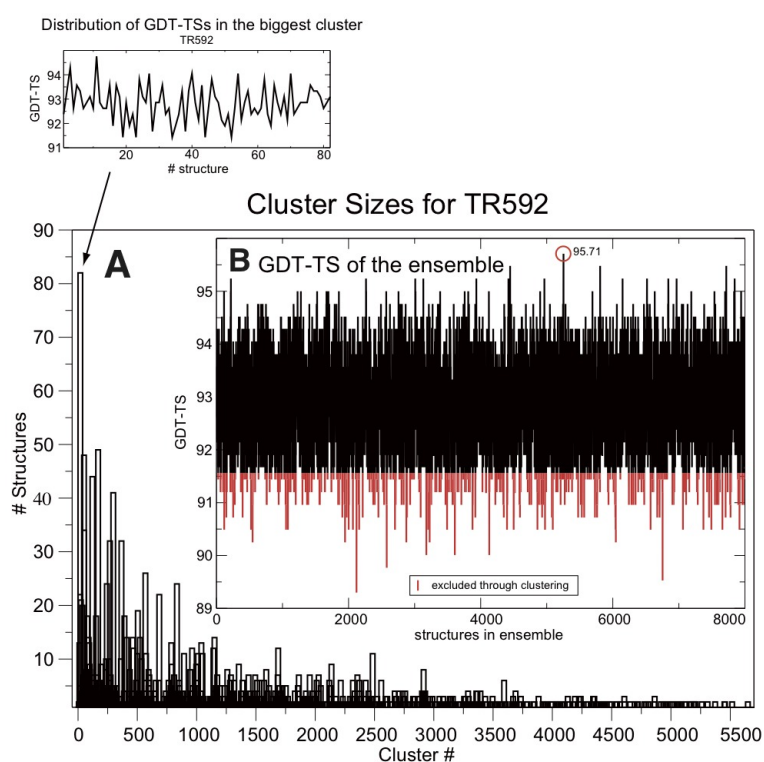 Distribution of GDT-TSs in the biggest cluster
TR592
GDT-TS
94
93
92
91
20 40 60 80
# structure
Cluster Sizes for TR592
# Structures
90
80
70
60
50
40
30
20
10
A
B GDT-TS of the ensemble
95.71
GDT-TS
95
94
93
92
91
90
89
excluded through clustering
0 2000 4000 6000 8000
structures in ensemble
0 500 1000 1500 2000 2500 3000 3500 4000 4500 5000 5500
Cluster #